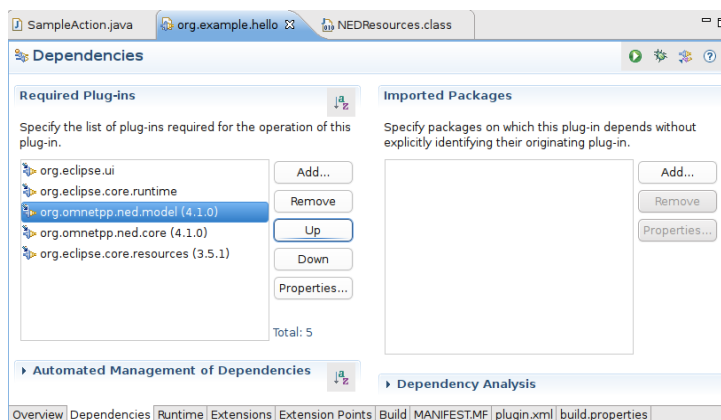 SampleAction.java
org.example.hello
NEDResources.class
Dependencies
Required Plug-ins
Specify the list of plug-ins required for the operation of this
plug-in.
org.eclipse.ui
org.eclipse.core.runtime
org.omnetpp.ned.model (4.1.0)
org.omnetpp.ned.core (4.1.0)
org.eclipse.core.resources (3.5.1)
Add...
Remove
Up
Down
Properties...
Total: 5
Imported Packages
Specify packages on which this plug-in depends without
explicitly identifying their originating plug-in.
Add...
Remove
Properties...
Automated Management of Dependencies
Dependency Analysis
Overview Dependencies Runtime Extensions Extension Points Build MANIFEST.MF plugin.xml build.properties